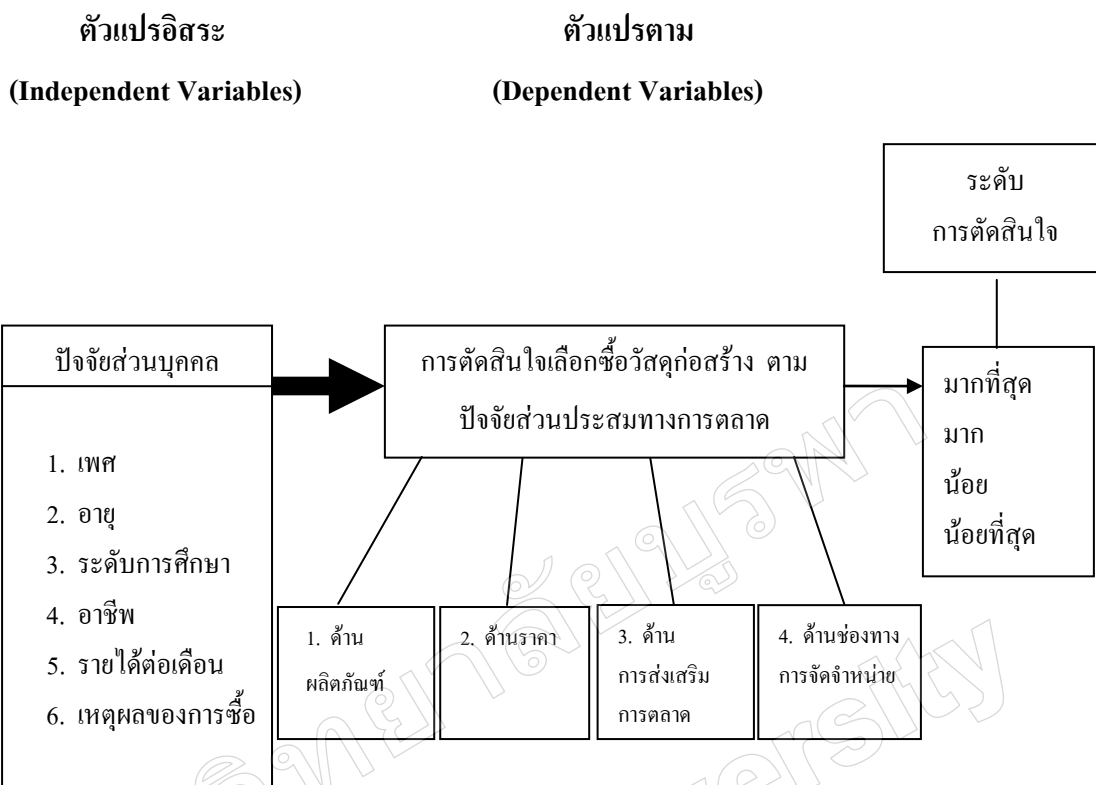 ตัวแปรอิสระ
(Independent Variables)
ตัวแปรตาม
(Dependent Variables)
ระดับ
การตัดสินใจ
ปัจจัยส่วนบุคคล
1. เพศ
2. อายุ
3. ระดับการศึกษา
4. อาชีพ
5. รายได้ต่อเดือน
6. เหตุผลของการซื้อ
การตัดสินใจเลือกซื้อวัสดุก่อสร้าง ตาม
ปัจจัยส่วนประสมทางการตลาด
มากที่สุด
มาก
น้อย
น้อยที่สุด
1. ด้าน
ผลิตภัณฑ์
2. ด้านราคา
3. ด้าน
การส่งเสริม
การตลาด
4. ด้านช่องทาง
การจัดจำหน่าย